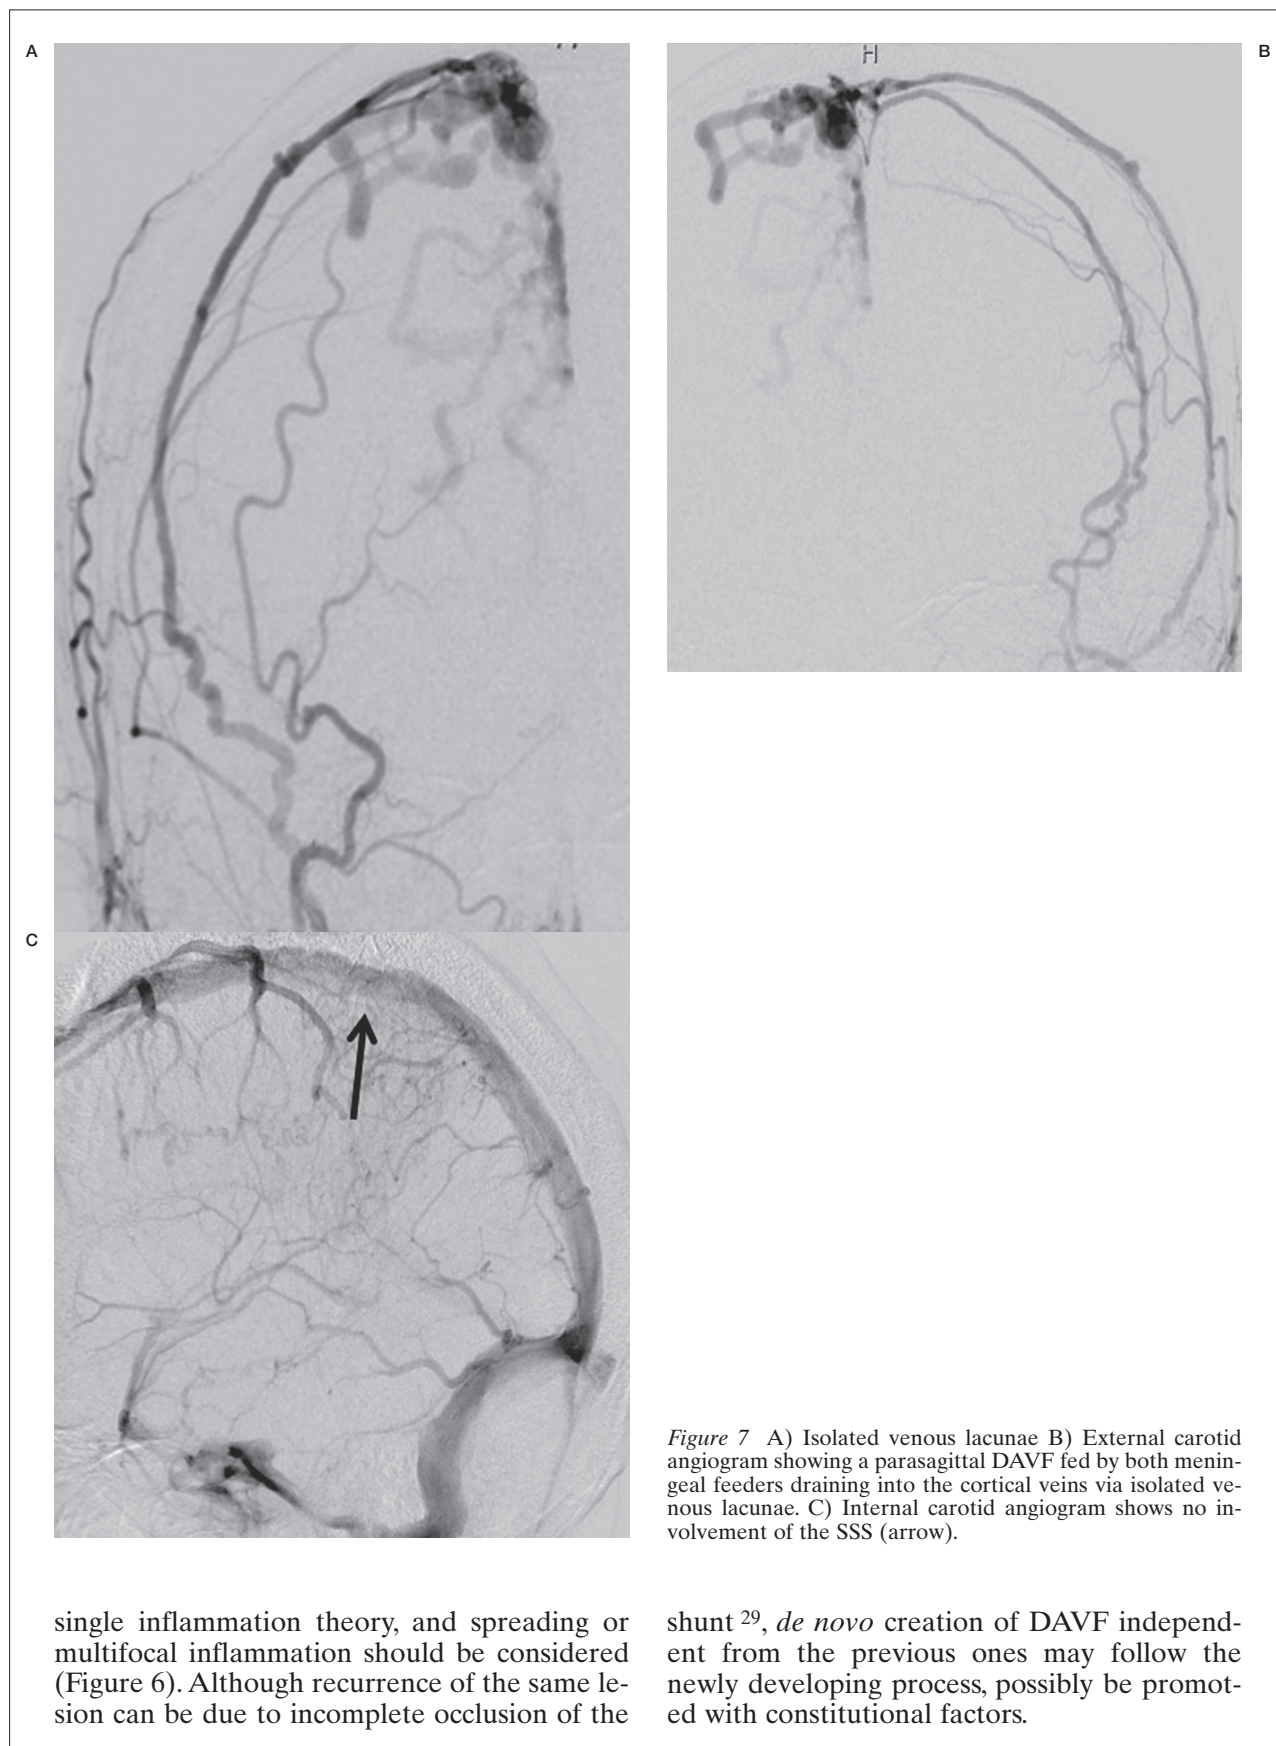 A
H
B
C
Figure 7 A) Isolated venous lacunae B) External carotid
angiogram showing a parasagittal DAVF fed by both menin-
geal feeders draining into the cortical veins via isolated ve-
nous lacunae. C) Internal carotid angiogram shows no in-
volvement of the SSS (arrow).
single inflammation theory, and spreading or
multifocal inflammation should be considered
(Figure 6). Although recurrence of the same le-
sion can be due to incomplete occlusion of the
shunt 29, de novo creation of DAVF independ-
ent from the previous ones may follow the
newly developing process, possibly be promot-
ed with constitutional factors.